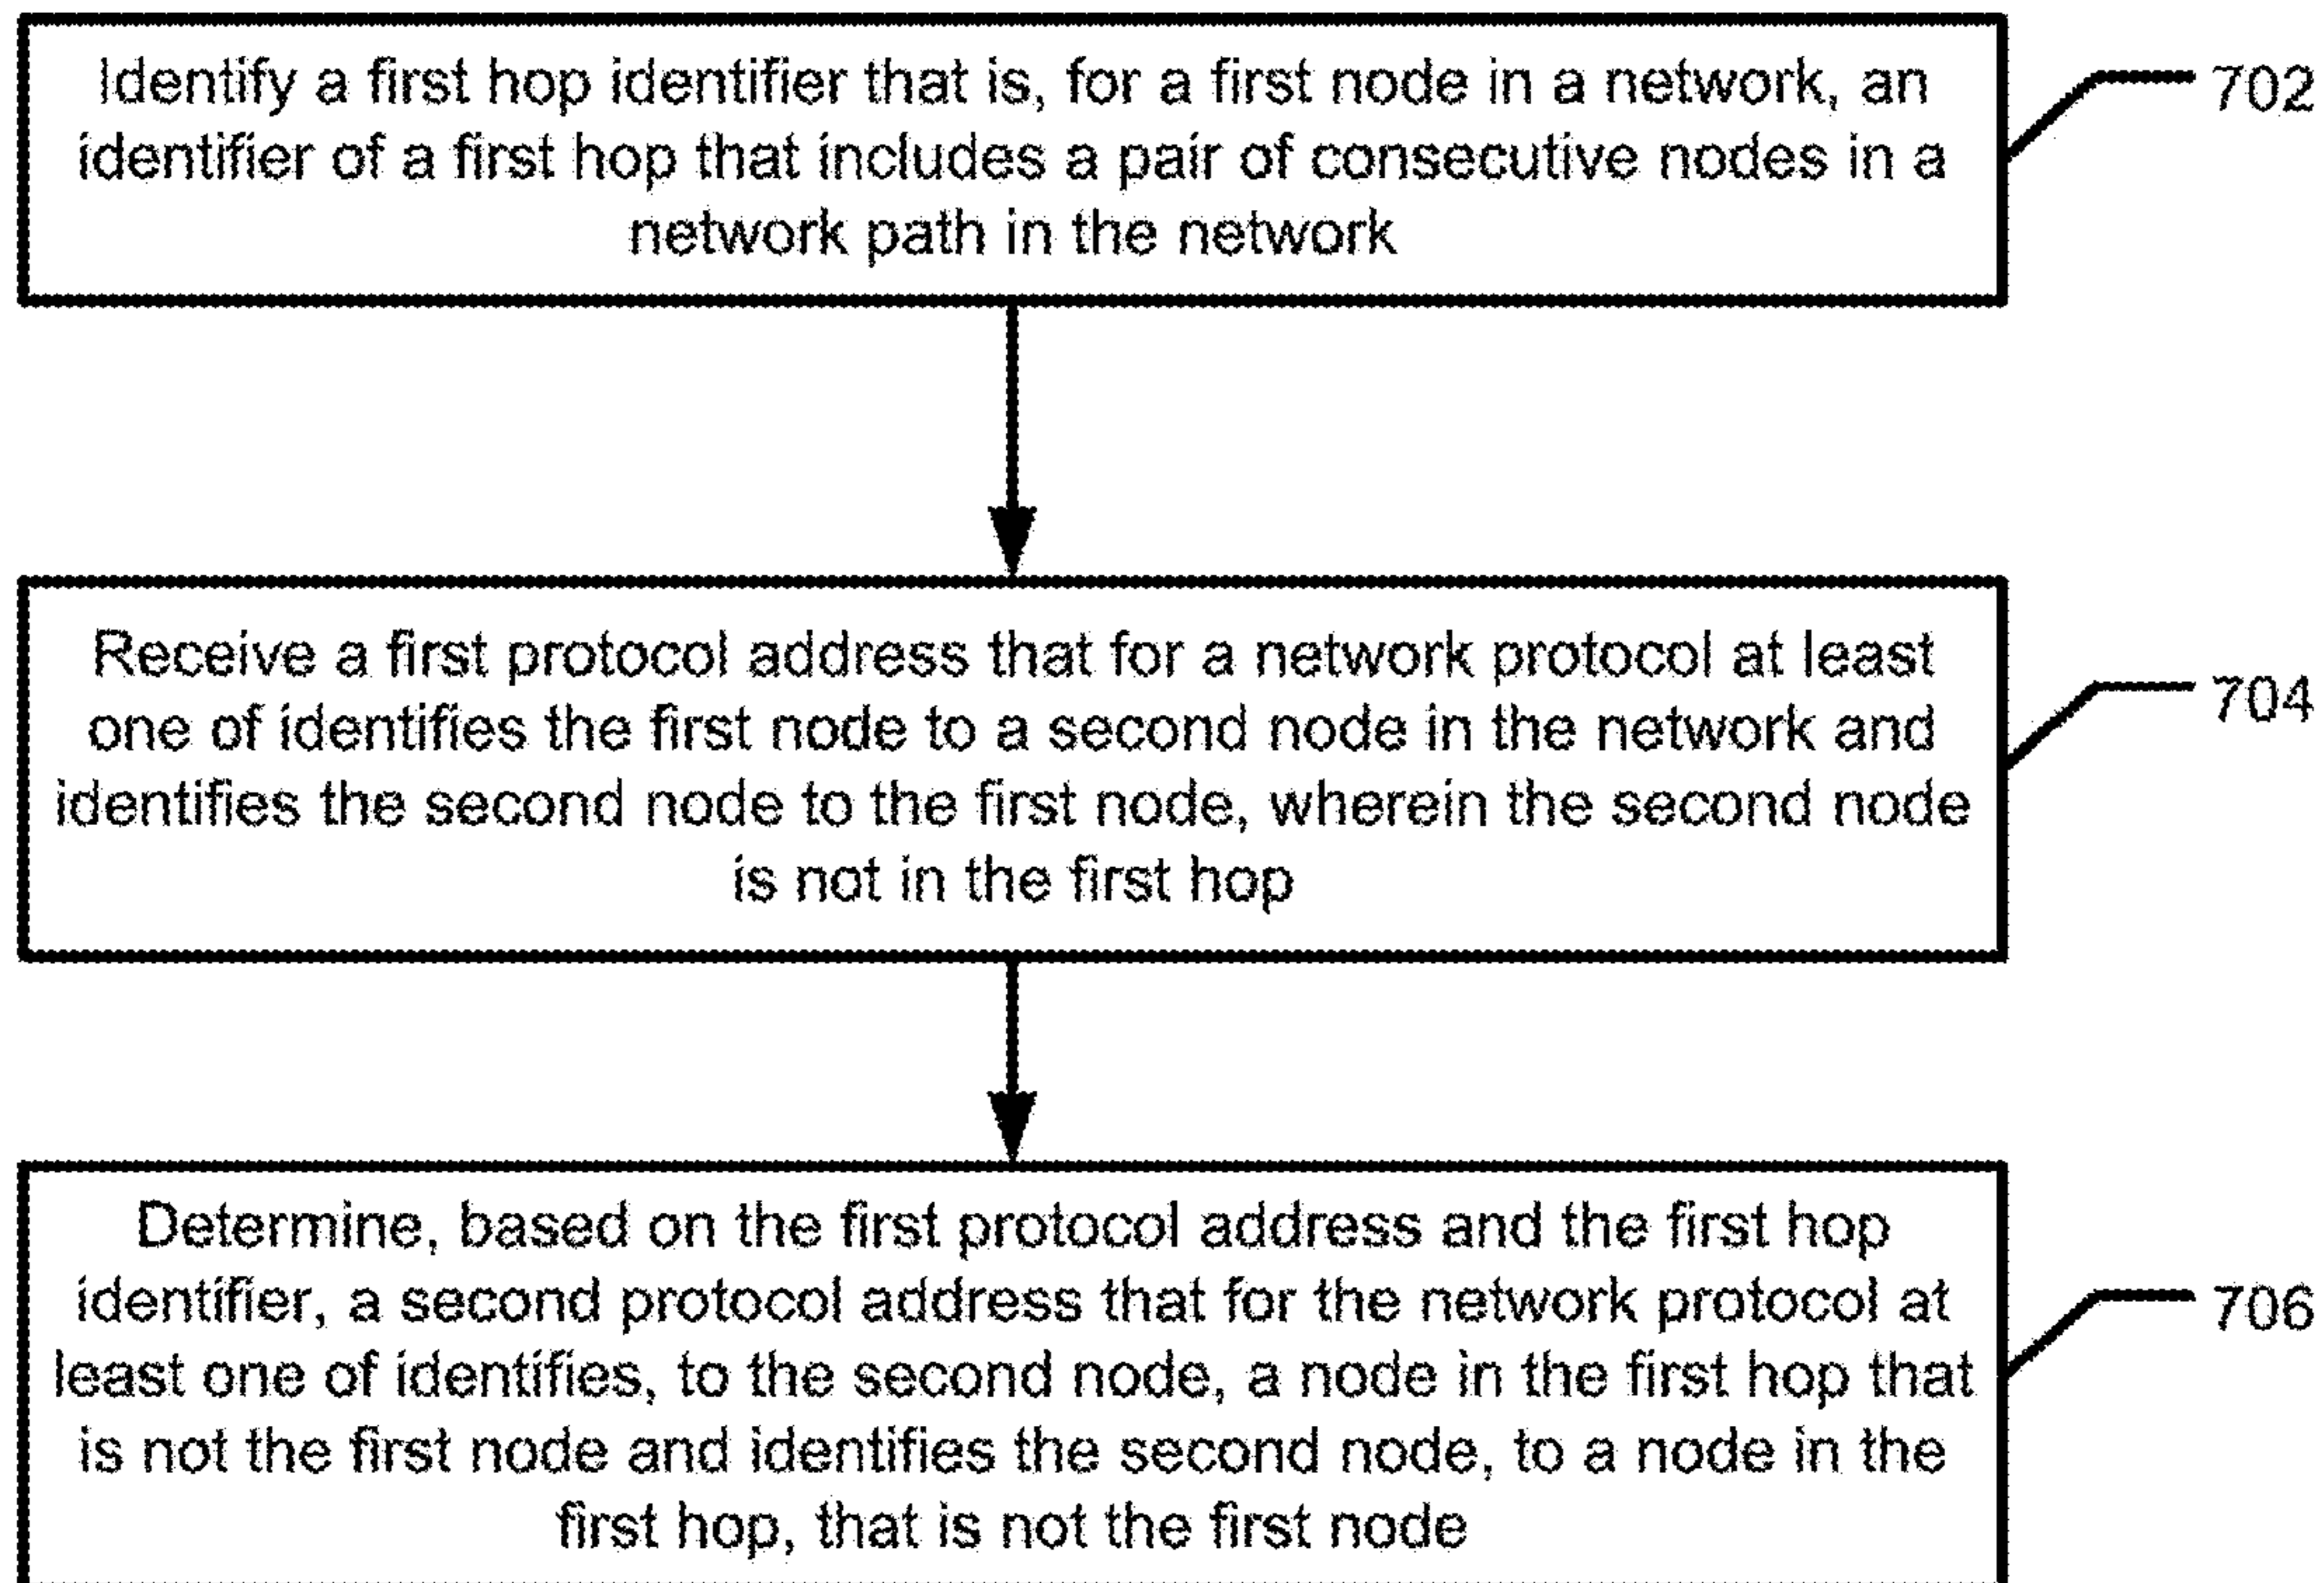 Identify a first hop identifier that is, for a first node in a network, an
identifier of a first hop that includes a pair of consecutive nodes in a
network path in the network
702
Receive a first protocol address that for a network protocol at least
one of identifies the first node to a second node in the network and
identifies the second node to the first node, wherein the second node
is not in the first hop
704
Determine, based on the first protocol address and the first hop
identifier, a second protocol address that for the network protocol at
least one of identifies, to the second node, a node in the first hop that
is not the first node and identifies the second node, to a node in the
first hop, that is not the first node
706